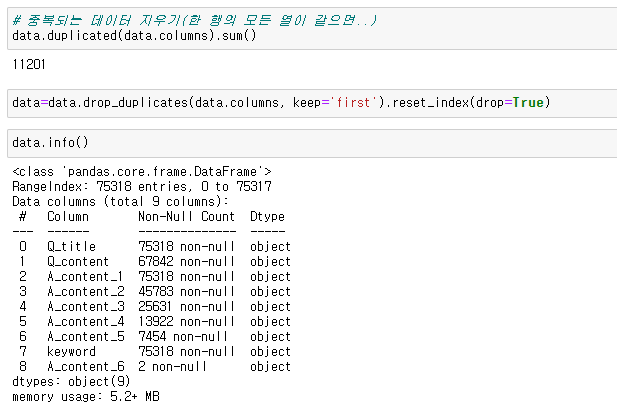 # 중복되는 데이터 지우기(한 행의 모든 열이 같으면..)
data.duplicated(data.columns).sum()
11201
data=data.drop_duplicates(data.columns, keep='first').reset_index(drop=True)
data.info()
<class 'pandas.core.frame.DataFrame'>
RangeIndex: 75318 entries, 0 to 75317
Data columns (total 9 columns):
 #   Column       Non-Null Count  Dtype
---  ------       --------------  -----
 0   Q_title      75318 non-null  object
 1   Q_content    67842 non-null  object
 2   A_content_1  75318 non-null  object
 3   A_content_2  45783 non-null  object
 4   A_content_3  25631 non-null  object
 5   A_content_4  13922 non-null  object
 6   A_content_5  7454 non-null   object
 7   keyword      75318 non-null  object
 8   A_content_6  2 non-null      object
dtypes: object(9)
memory usage: 5.2+ MB